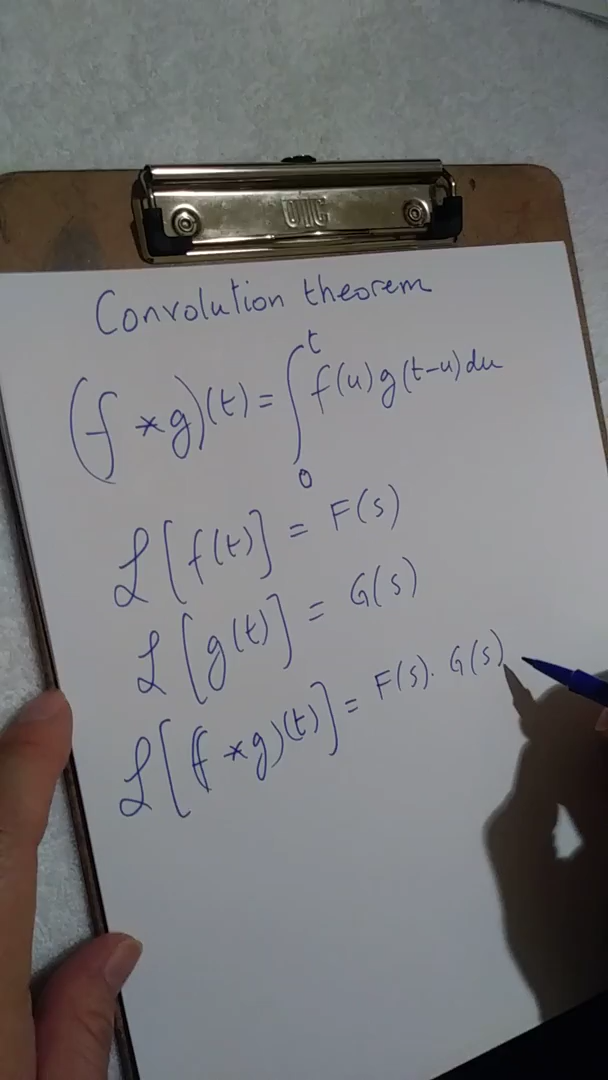 Convolution theorem
(f * g)(t) = ∫₀ᵗ f(u) g(t-u) du
ℒ[f(t)] = F(s)
ℒ[g(t)] = G(s)
ℒ[(f * g)(t)] = F(s) . G(s)